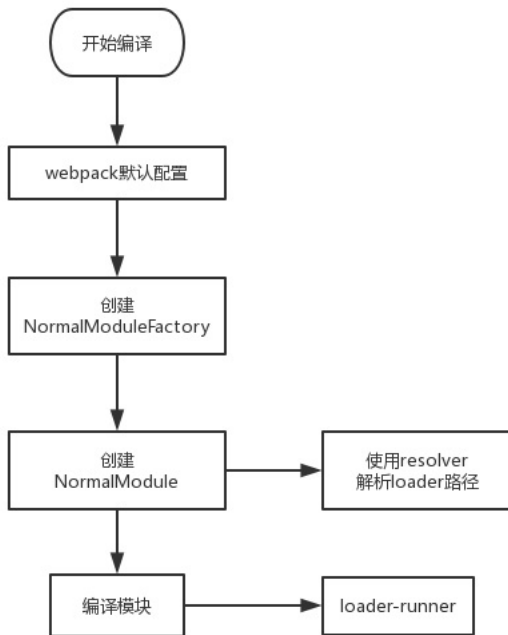 开始编译
webpack默认配置
创建
NormalModuleFactory
创建
NormalModule
使用resolver
解析loader路径
编译模块
loader-runner